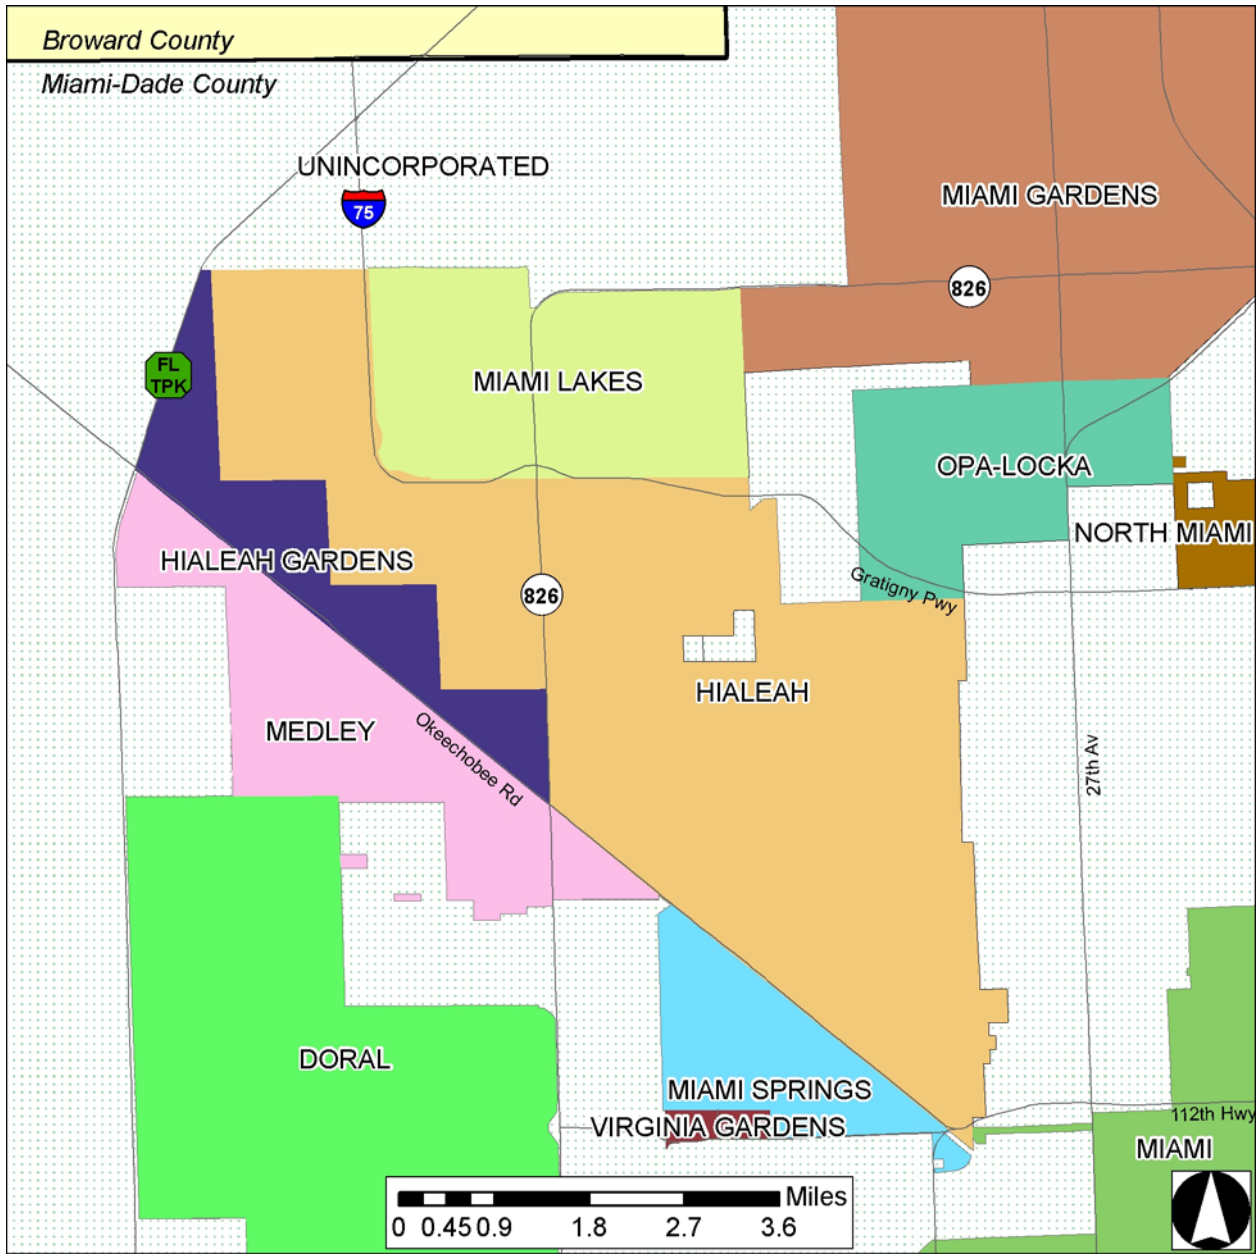 Broward County
Miami-Dade County
UNINCORPORATED
75
MIAMI GARDENS
826
FL
TPK
MIAMI LAKES
OPA-LOCKA
NORTH MIAMI
HIALEAH GARDENS
Gratigny Pwy
826
HIALEAH
MEDLEY
Okeechobee Rd
27th Av
DORAL
MIAMI SPRINGS
112th Hwy
VIRGINIA GARDENS
MIAMI
Miles
0 0.45 0.9 1.8 2.7 3.6